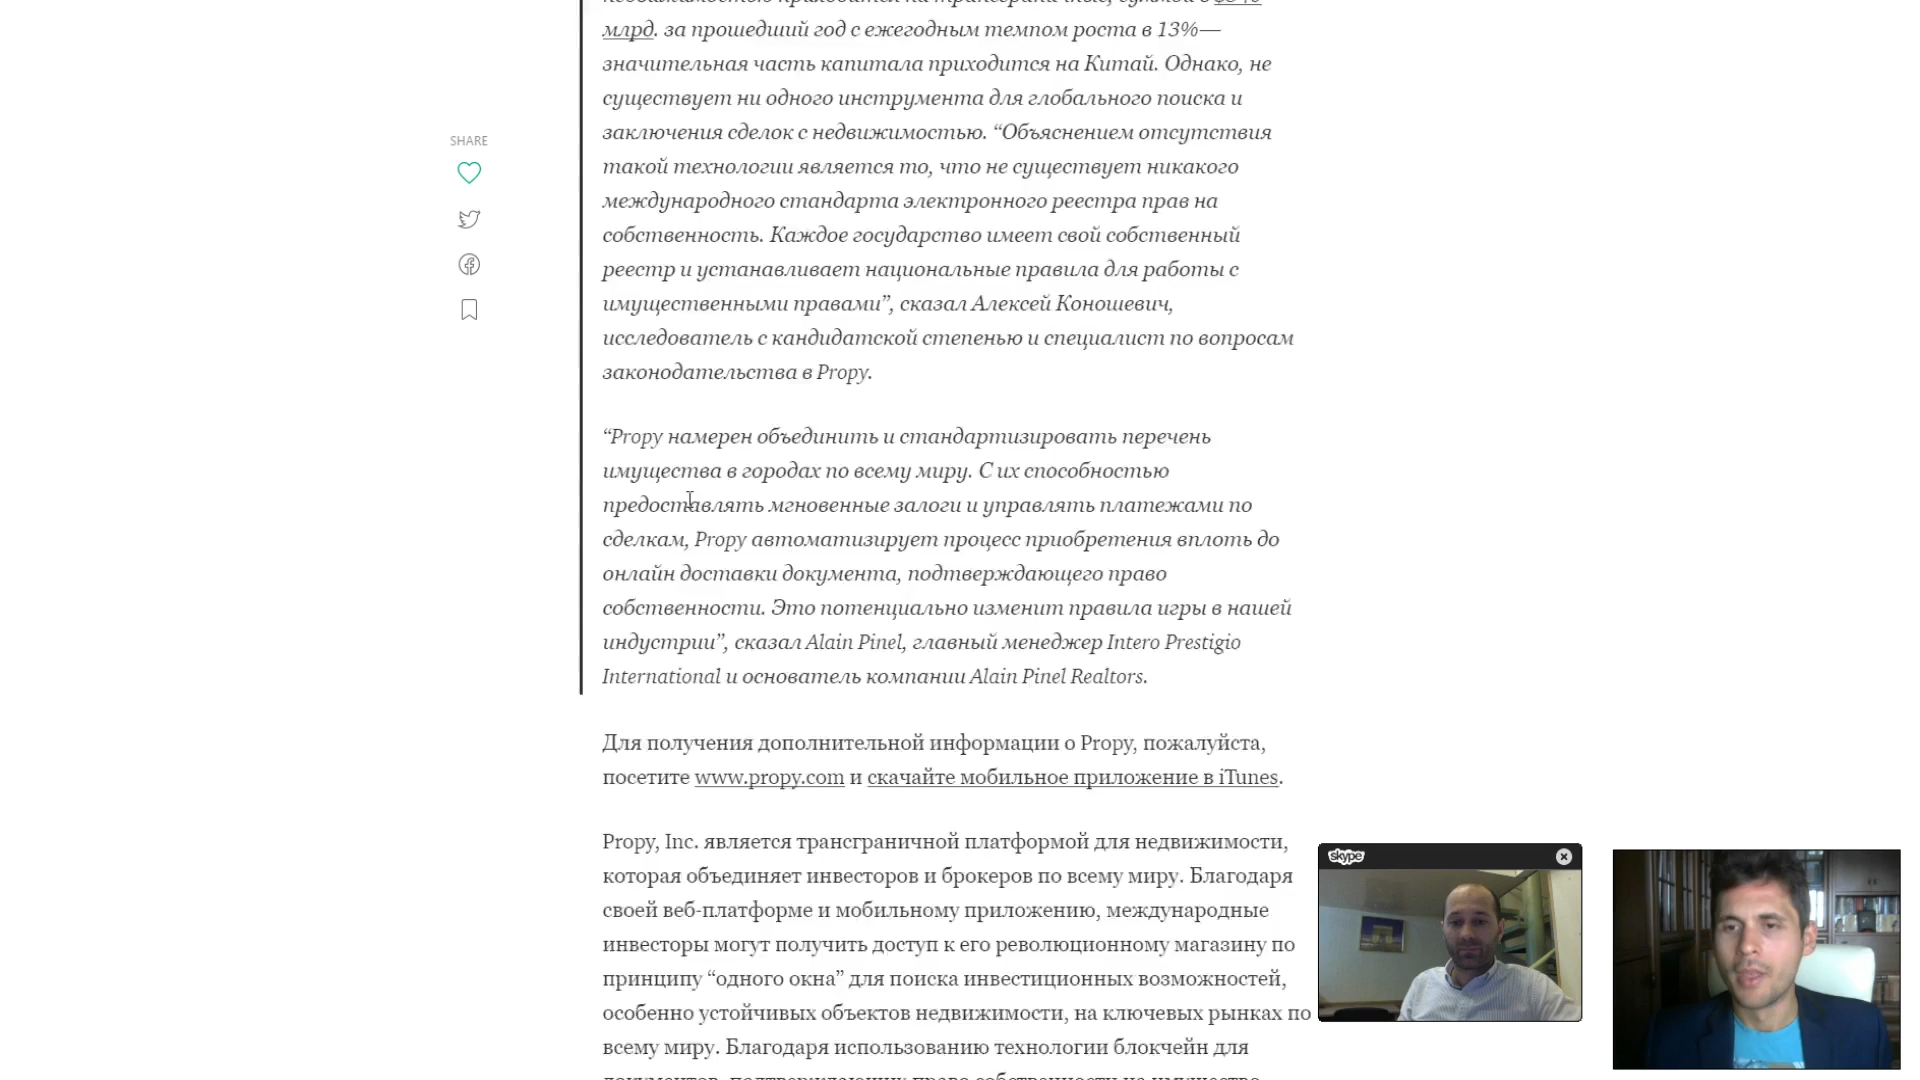 млрд. за прошедший год с ежегодным темпом роста в 13%—
значительная часть капитала приходится на Китай. Однако, не
существует ни одного инструмента для глобального поиска и
SHARE
заключения сделок с недвижимостью. “Объяснением отсутствия
такой технологии является то, что не существует никакого
международного стандарта электронного реестра прав на
собственность. Каждое государство имеет свой собственный
реестр и устанавливает национальные правила для работы с
имущественными правами”, сказал Алексей Коношевич,
исследователь с кандидатской степенью и специалист по вопросам
законодательства в Propy.
“Propy намерен объединить и стандартизировать перечень
имущества в городах по всему миру. С их способностью
предоставлять мгновенные залоги и управлять платежами по
сделкам, Propy автоматизирует процесс приобретения вплоть до
онлайн доставки документа, подтверждающего право
собственности. Это потенциально изменит правила игры в нашей
индустрии”, сказал Alain Pinel, главный менеджер Intero Prestigio
International и основатель компании Alain Pinel Realtors.
Для получения дополнительной информации о Propy, пожалуйста,
посетите www.propy.com и скачайте мобильное приложение в iTunes.
Propy, Inc. является трансграничной платформой для недвижимости,
которая объединяет инвесторов и брокеров по всему миру. Благодаря
своей веб-платформе и мобильному приложению, международные
инвесторы могут получить доступ к его революционному магазину по
принципу “одного окна” для поиска инвестиционных возможностей,
особенно устойчивых объектов недвижимости, на ключевых рынках по
всему миру. Благодаря использованию технологии блокчейн для
skype